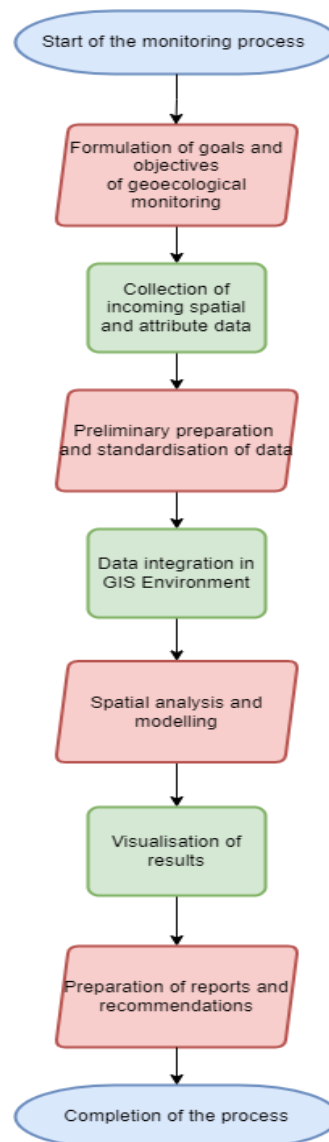 Start of the monitoring process
Formulation of goals and
objectives
of geoecological
monitoring
Collection of
incoming spatial
and attribute data
Preliminary preparation
and standardisation of data
Data integration in
GIS Environment
Spatial analysis and
modelling
Visualisation of
results
Preparation of reports and
recommendations
Completion of the process